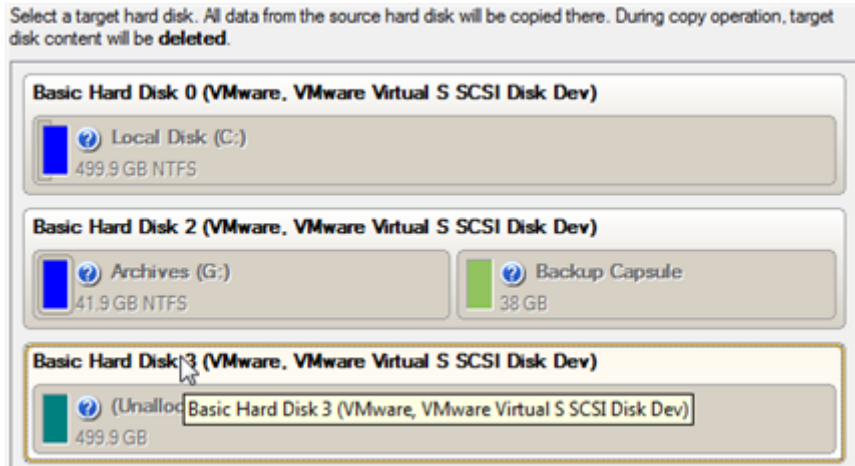 Select a target hard disk. All data from the source hard disk will be copied there. During copy operation, target
disk content will be deleted.
Basic Hard Disk 0 (VMware, VMware Virtual S SCSI Disk Dev)
Local Disk (C:)
499.9 GB NTFS
Basic Hard Disk 2 (VMware, VMware Virtual S SCSI Disk Dev)
Archives (G:)
41.9 GB NTFS
Backup Capsule
38 GB
Basic Hard Disk 3 (VMware, VMware Virtual S SCSI Disk Dev)
(Unalloc
Basic Hard Disk 3 (VMware, VMware Virtual S SCSI Disk Dev)
499.9 GB